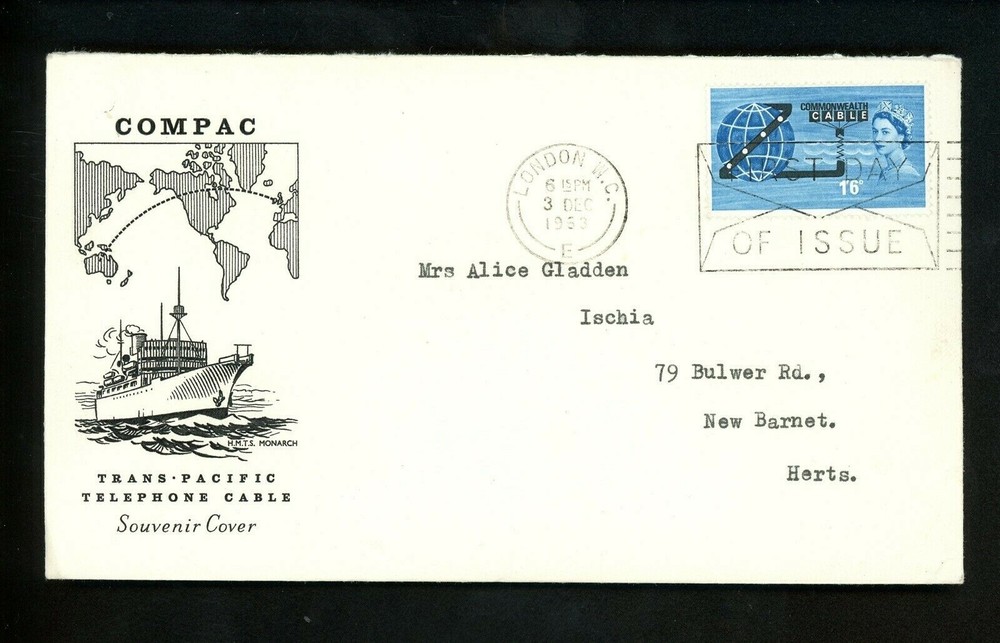 COMPAC
H.M.T.S. MONARCH
TRANS·PACIFIC
TELEPHONE CABLE
Souvenir Cover
LONDON W.C.
6 15 PM
3 DEC
1963
E
COMMONWEALTH
CABLE
1'6ᴰ
FIRST DAY
OF ISSUE
Mrs Alice Gladden
Ischia
79 Bulwer Rd.,
New Barnet.
Herts.